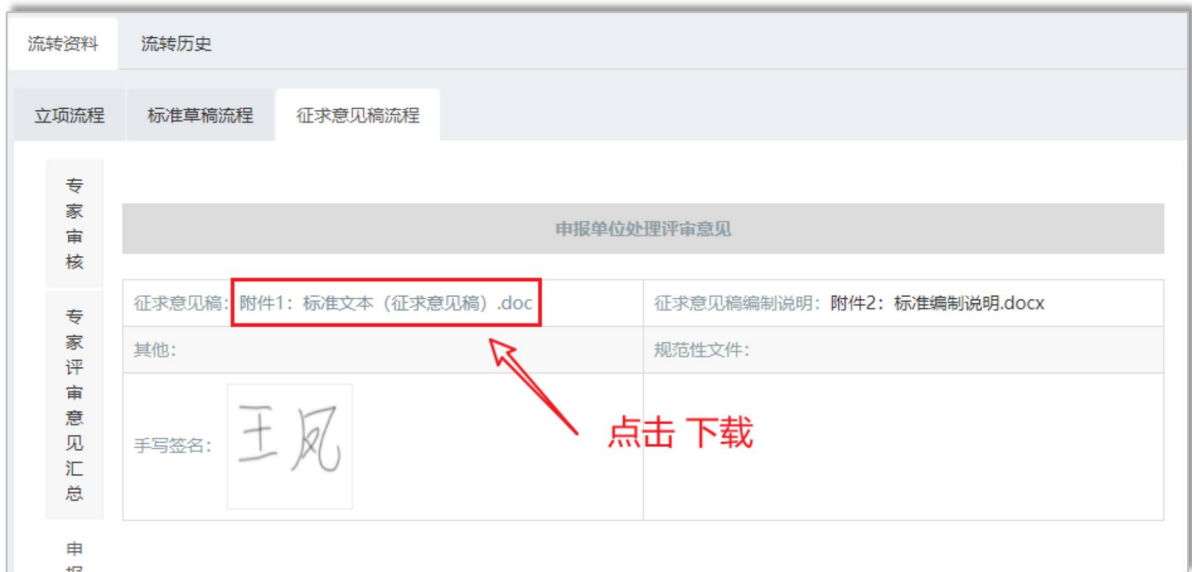 流转资料 流转历史
立项流程 标准草稿流程 征求意见稿流程
专家审核
专家评审意见汇总
申报
申报单位处理评审意见
征求意见稿: 附件1: 标准文本（征求意见稿）.doc 征求意见稿编制说明: 附件2: 标准编制说明.docx
其他: 规范性文件:
手写签名: 王凤
点击 下载